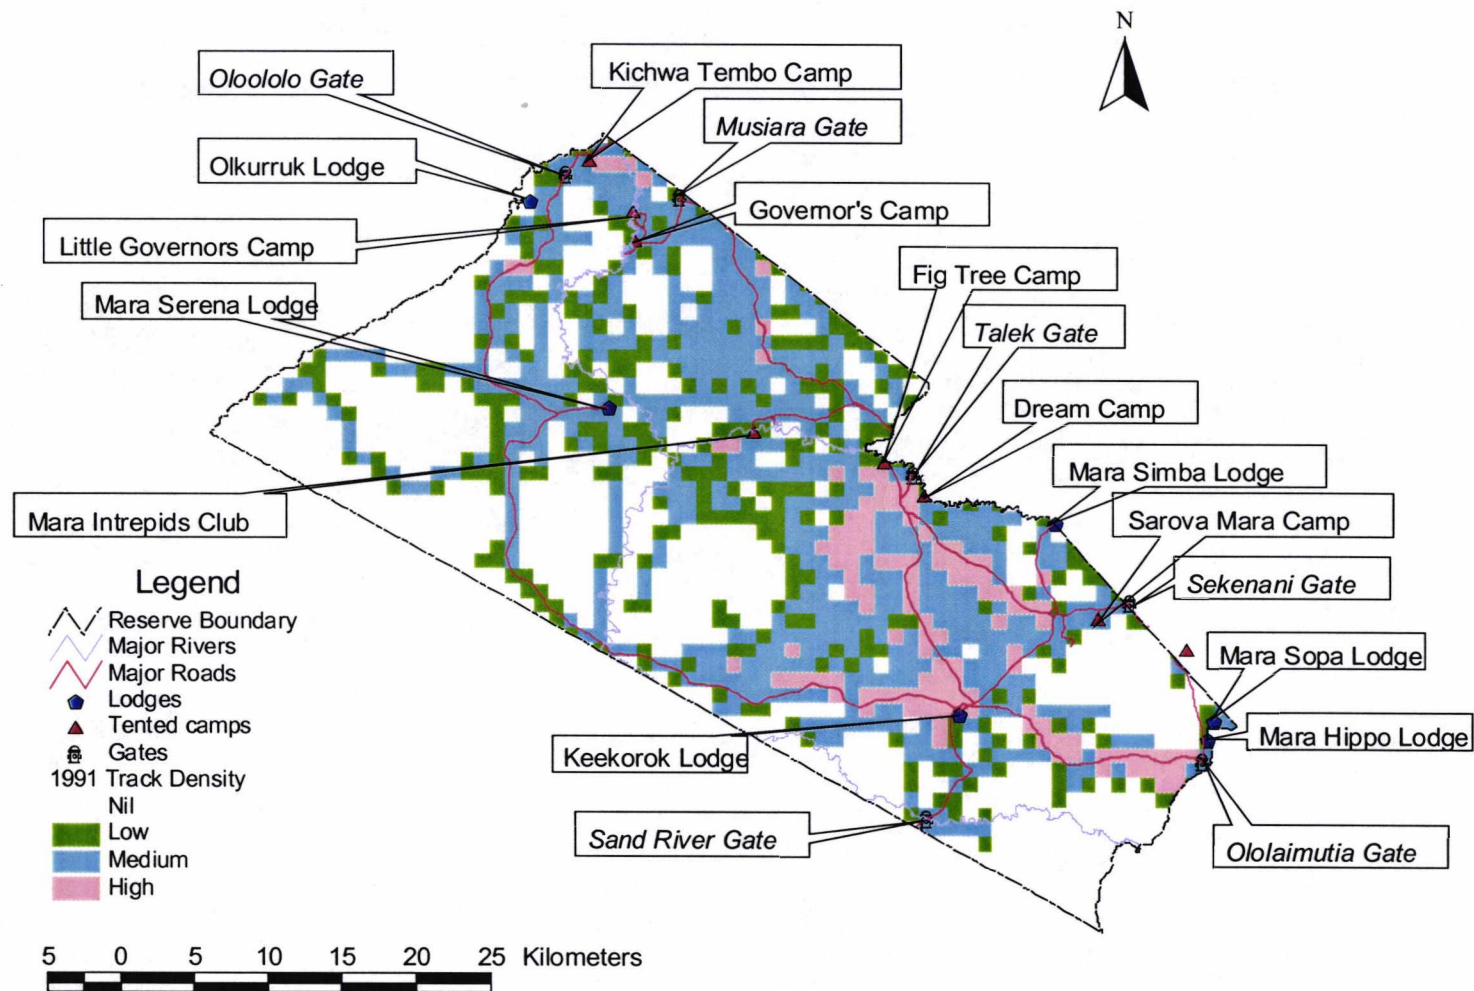 N
Oloololo Gate
Kichwa Tembo Camp
Musiara Gate
Olkurruk Lodge
Governor's Camp
Little Governors Camp
Fig Tree Camp
Mara Serena Lodge
Talek Gate
Dream Camp
Mara Simba Lodge
Mara Intrepids Club
Sarova Mara Camp
Sekenani Gate
Mara Sopa Lodge
Mara Hippo Lodge
Keekorok Lodge
Sand River Gate
Ololaimutia Gate
Legend
Reserve Boundary
Major Rivers
Major Roads
Lodges
Tented camps
Gates
1991 Track Density
Nil
Low
Medium
High
5 0 5 10 15 20 25 Kilometers